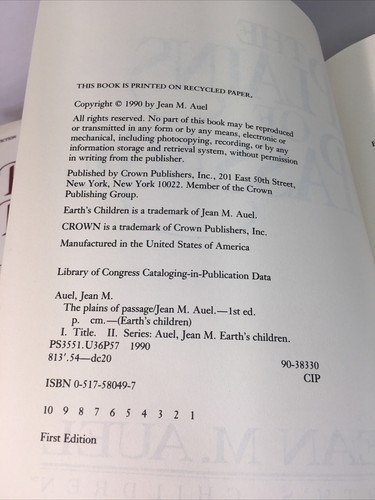 THIS BOOK IS PRINTED ON RECYCLED PAPER.
Copyright © 1990 by Jean M. Auel
All rights reserved. No part of this book may be reproduced
or transmitted in any form or by any means, electronic or
mechanical, including photocopying, recording, or by any
information storage and retrieval system, without permission
in writing from the publisher.
Published by Crown Publishers, Inc., 201 East 50th Street,
New York, New York 10022. Member of the Crown
Publishing Group.
Earth's Children is a trademark of Jean M. Auel.
CROWN is a trademark of Crown Publishers, Inc.
Manufactured in the United States of America
Library of Congress Cataloging-in-Publication Data
Auel, Jean M.
The plains of passage/Jean M. Auel.—1st ed.
p. cm.—(Earth's children)
I. Title. II. Series: Auel, Jean M. Earth's children.
PS3551.U36P57 1990
813'.54—dc20
90-38330
CIP
ISBN 0-517-58049-7
10 9 8 7 6 5 4 3 2 1
First Edition